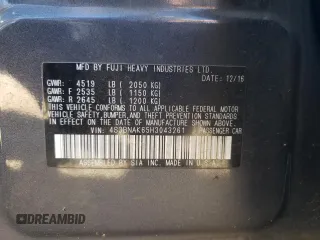 MFD BY FUJI HEAVY INDUSTRIES LTD.
DATE: 12/16
GVWR: 4519 LB ( 2050 KG)
GAWR: F 2535 LB ( 1150 KG)
GAWR: R 2645 LB ( 1200 KG)
THIS VEHICLE CONFORMS TO ALL APPLICABLE FEDERAL MOTOR
VEHICLE SAFETY, BUMPER, AND THEFT PREVENTION STANDARDS
IN EFFECT ON THE DATE OF MANUFACTURE SHOWN ABOVE.
VIN: 4S3BNAK65H3043261 PASSENGER CAR
ASSEMBLED BY SIA INC. MADE IN U.S.A.
DREAMBID